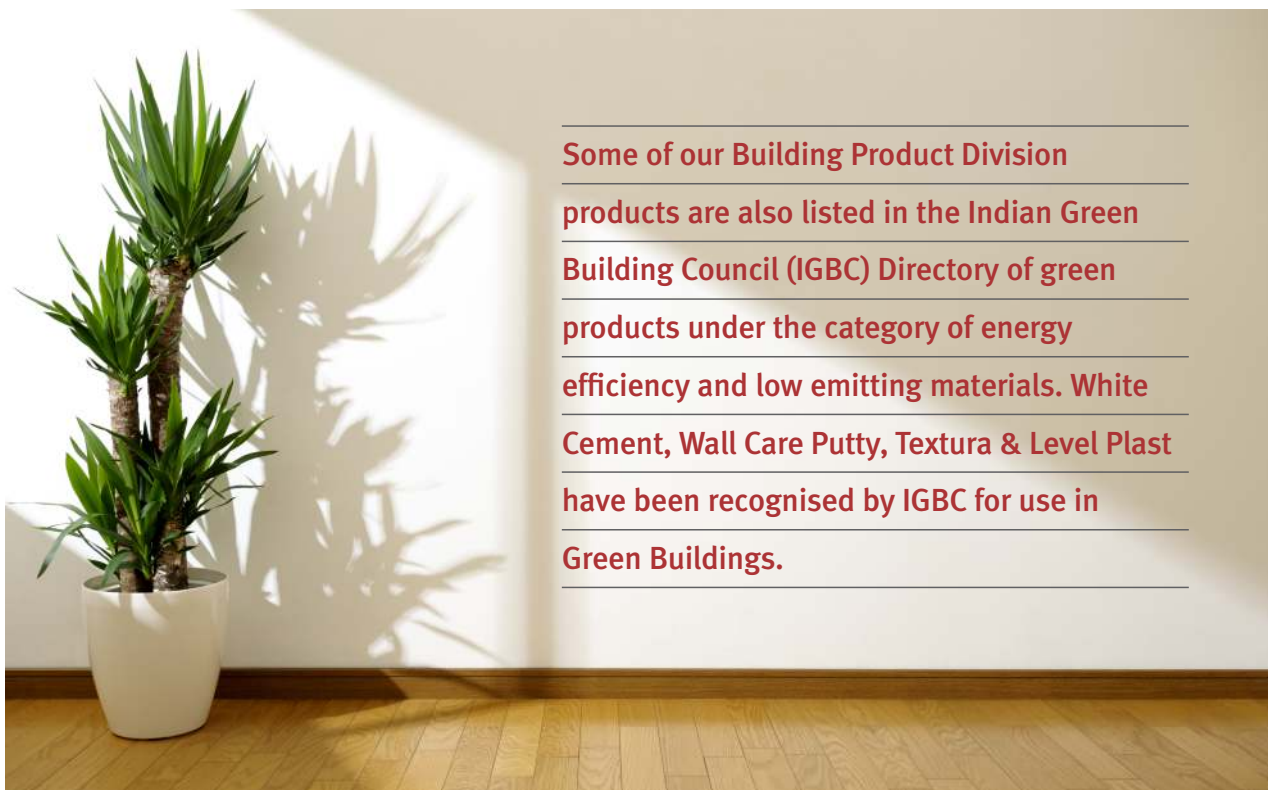 Some of our Building Product Division
products are also listed in the Indian Green
Building Council (IGBC) Directory of green
products under the category of energy
efficiency and low emitting materials. White
Cement, Wall Care Putty, Textura & Level Plast
have been recognised by IGBC for use in
Green Buildings.